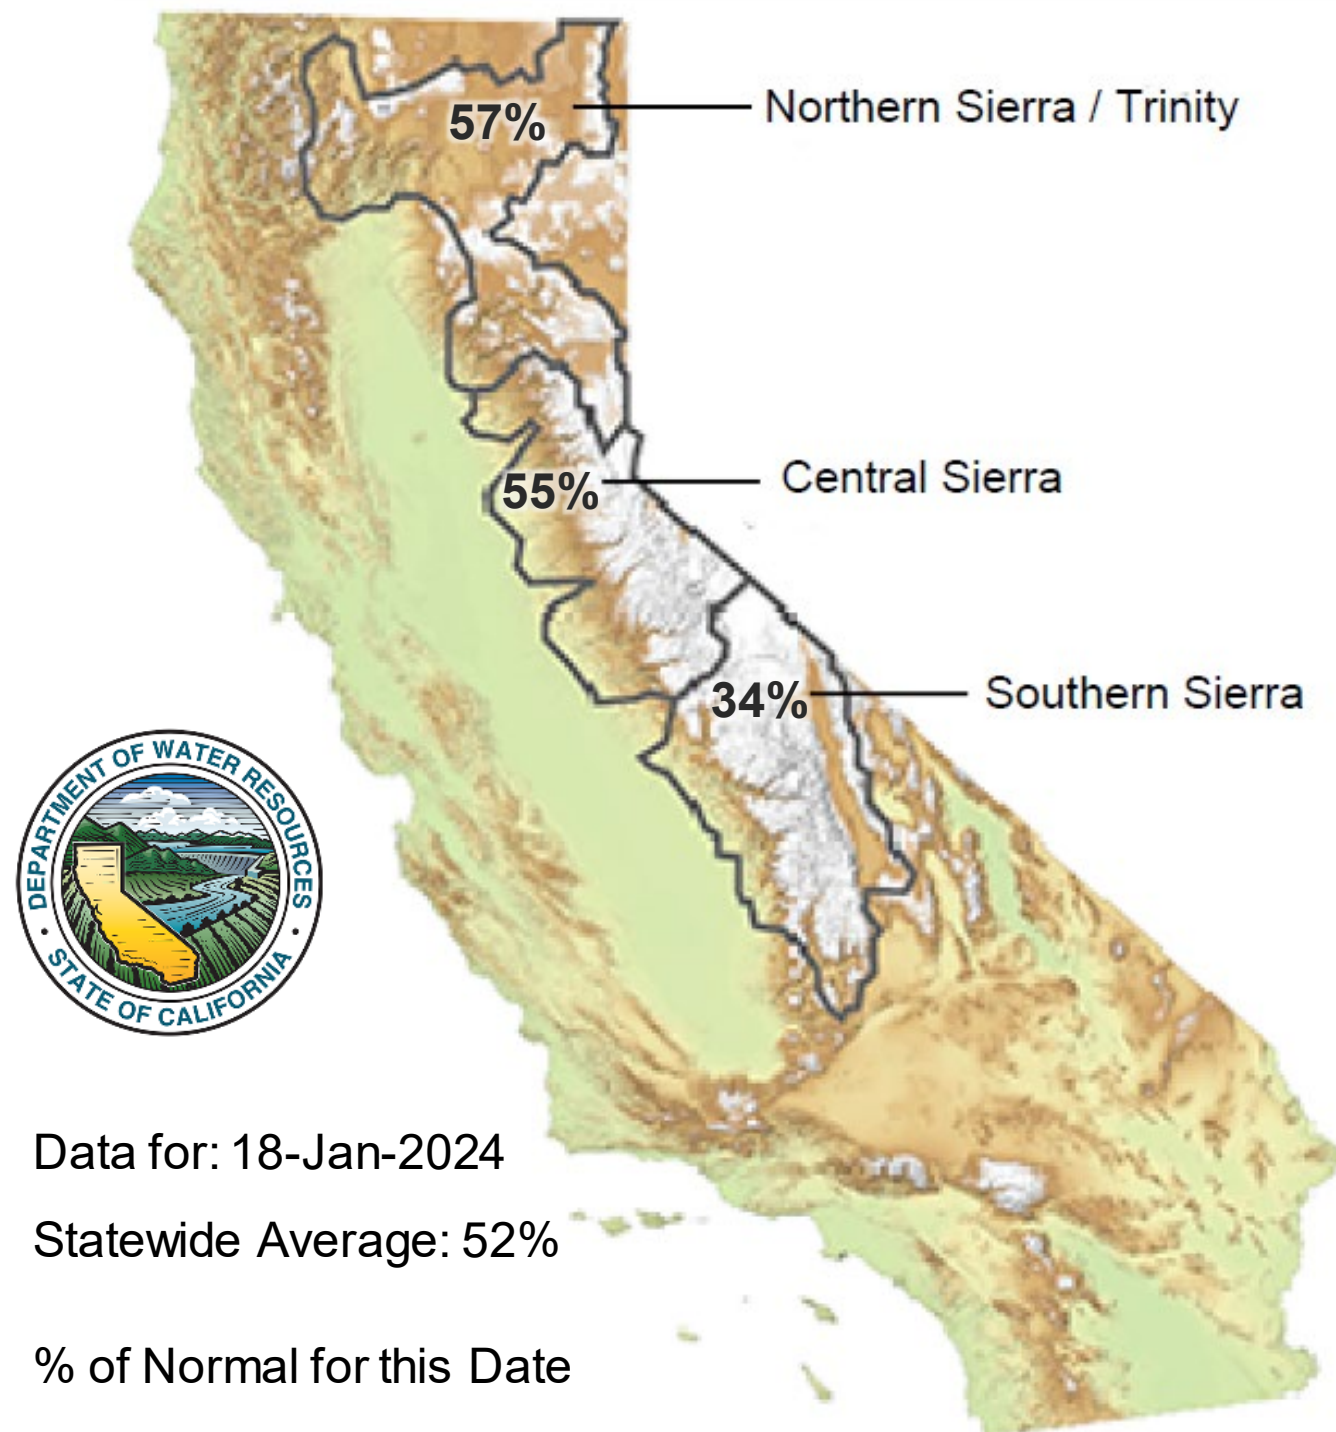 57%
Northern Sierra / Trinity
55%
Central Sierra
34%
Southern Sierra
DEPARTMENT OF WATER RESOURCES
• STATE OF CALIFORNIA •
Data for: 18-Jan-2024
Statewide Average: 52%
% of Normal for this Date